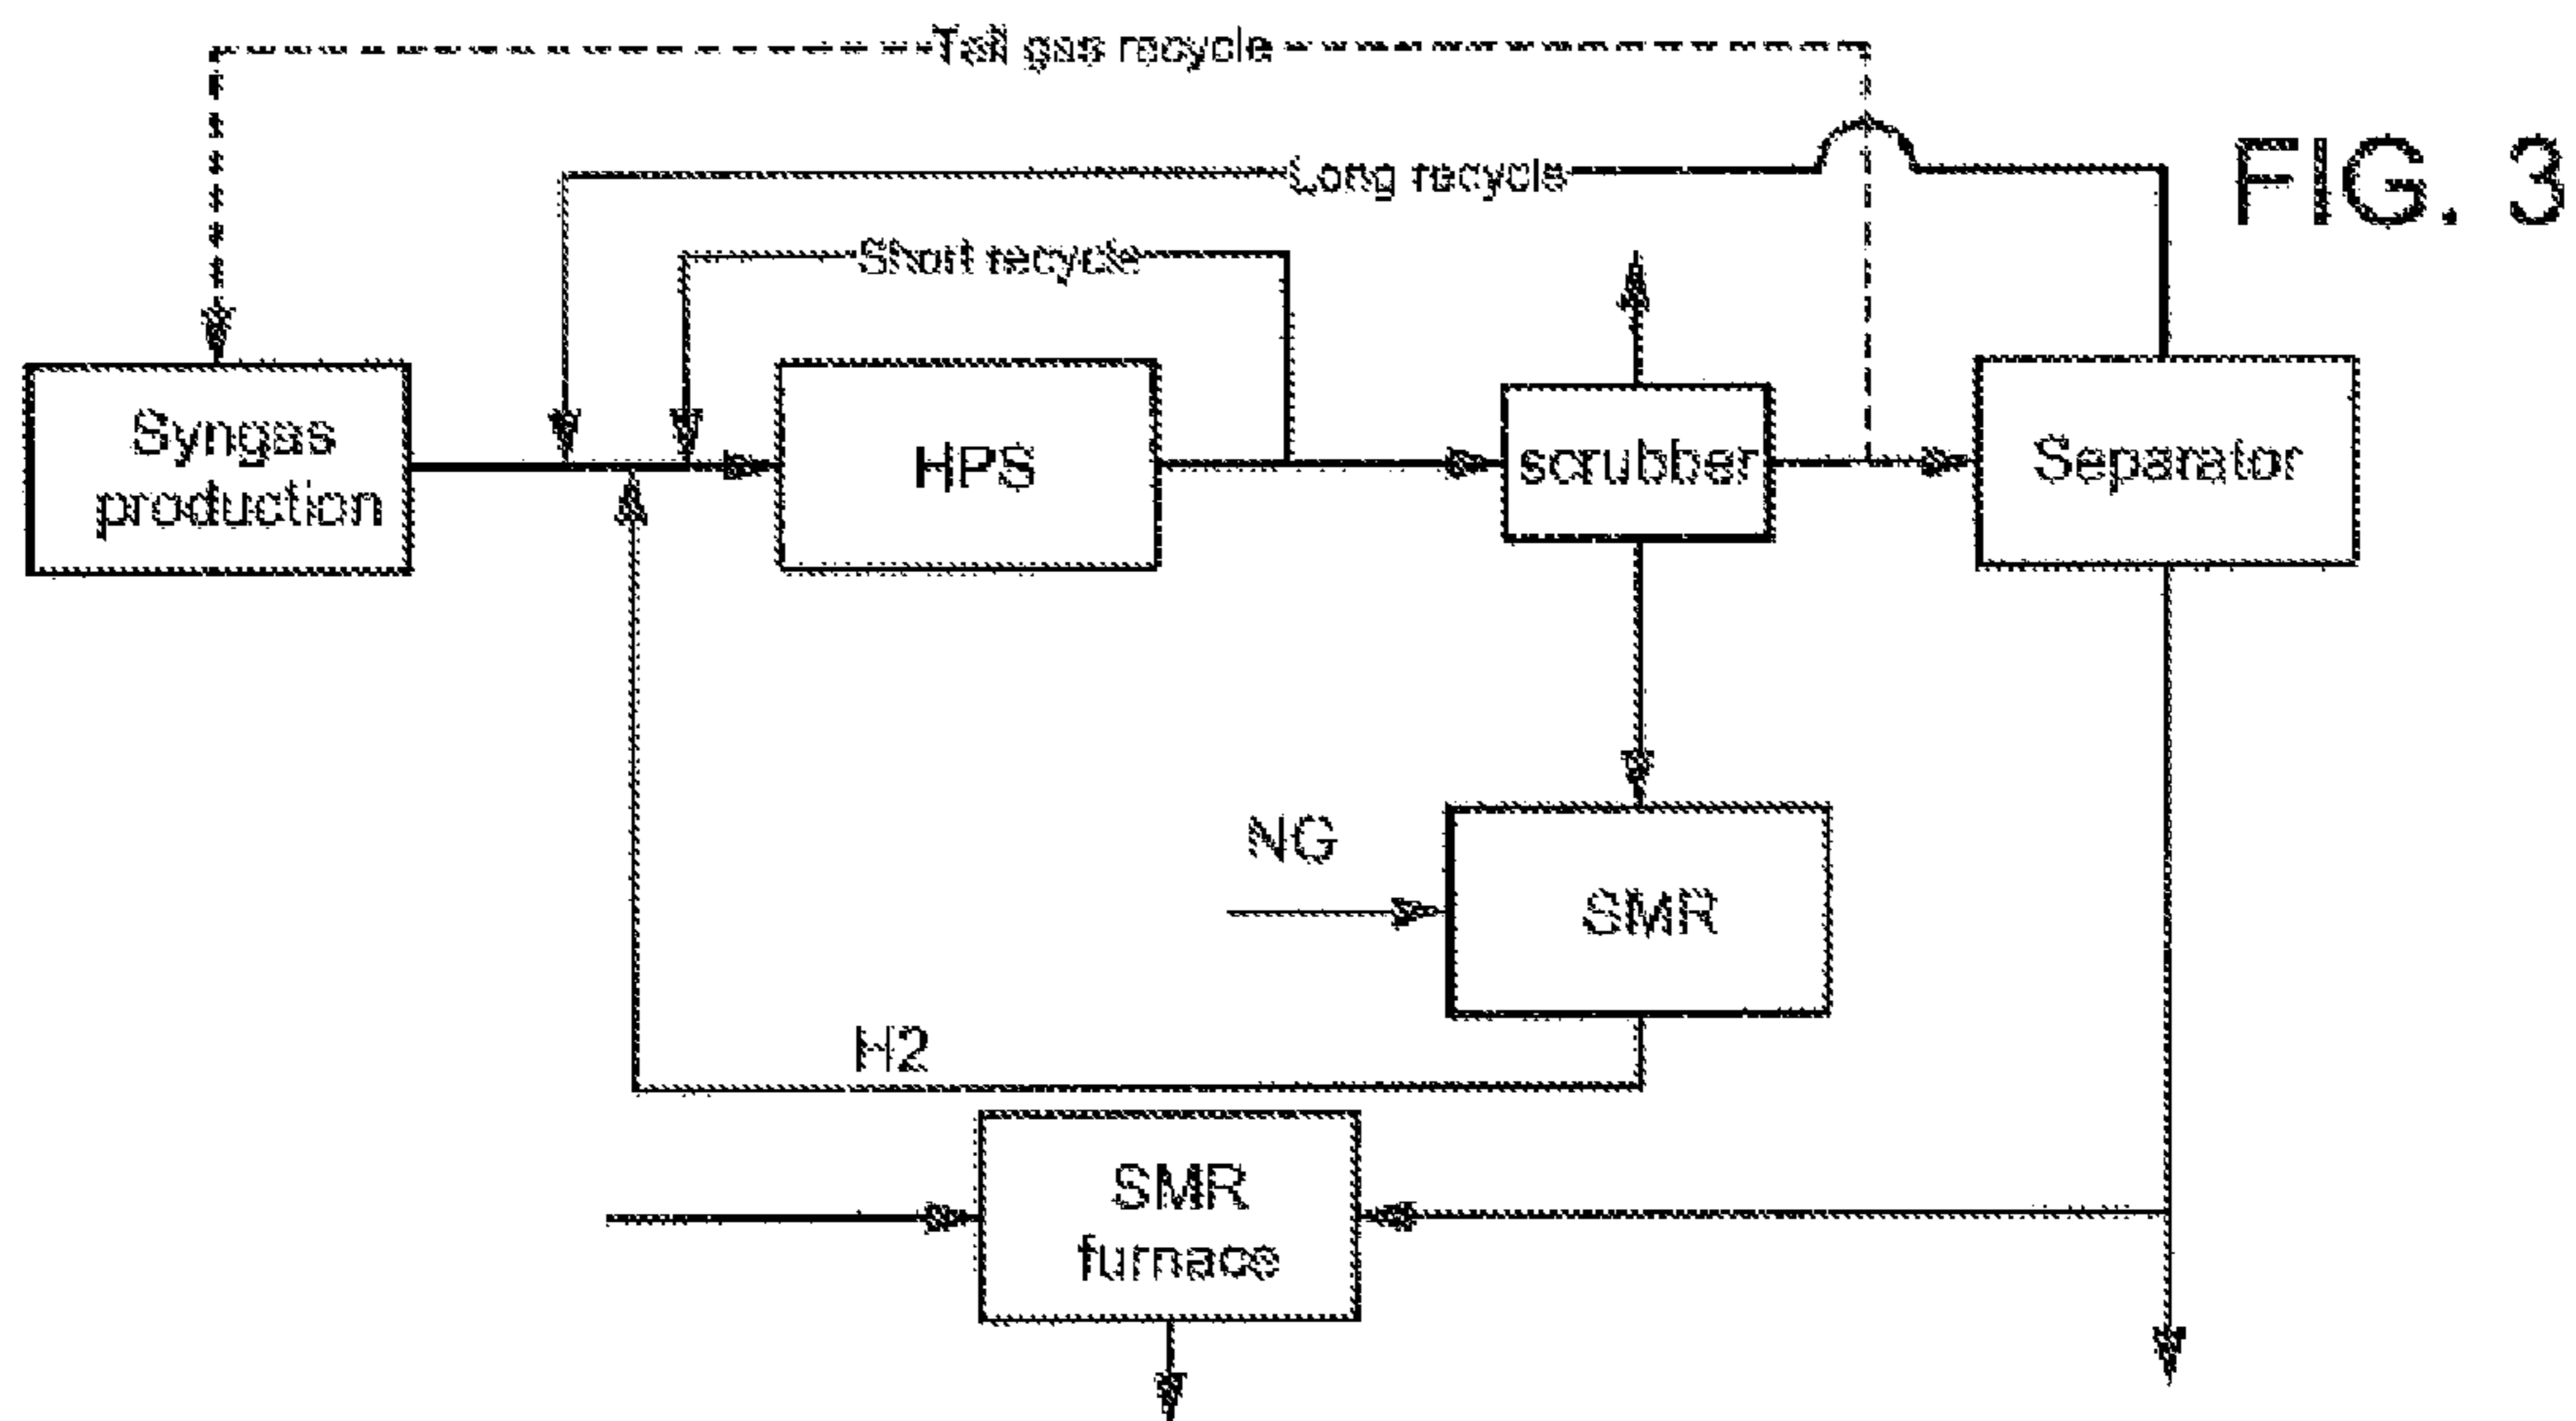 Tail gas recycle
Long recycle
FIG. 3
Short recycle
Syngas
production
HPS
scrubber
Separator
NG
SMR
H2
SMR
furnace